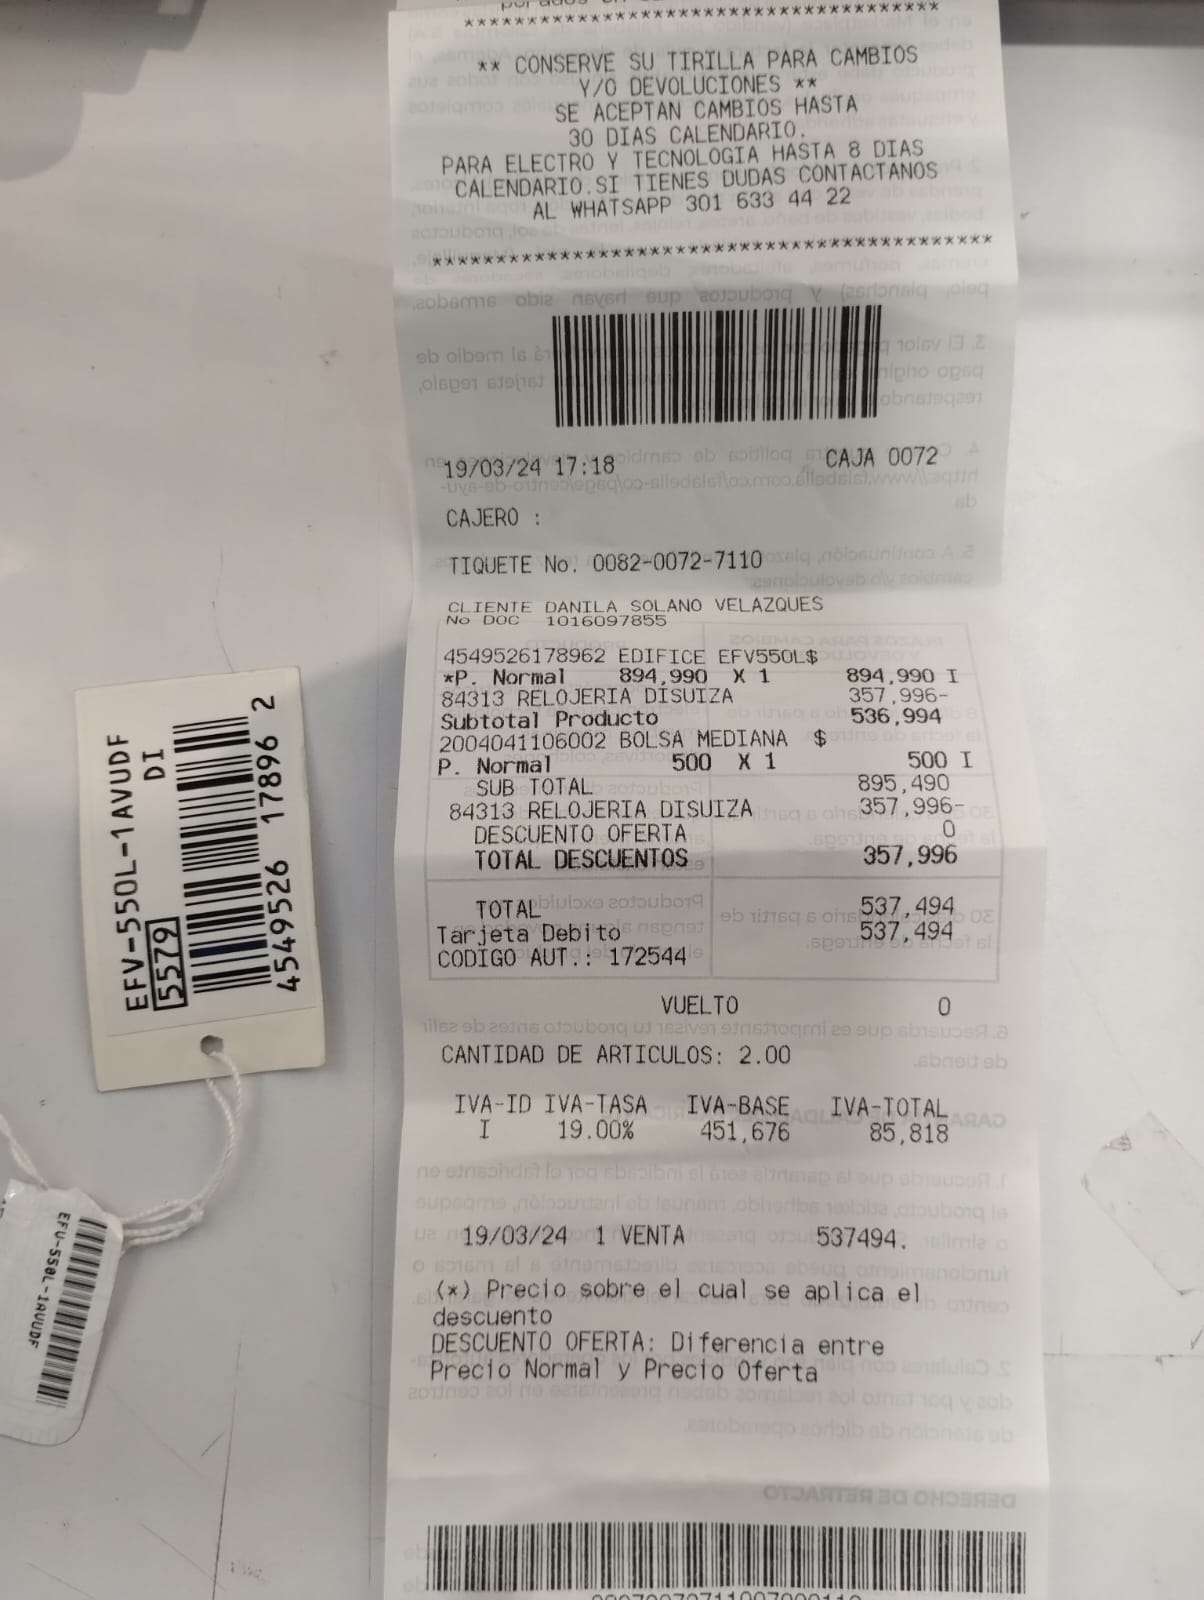 ************************************
** CONSERVE SU TIRILLA PARA CAMBIOS
Y/O DEVOLUCIONES **
SE ACEPTAN CAMBIOS HASTA
30 DIAS CALENDARIO.
PARA ELECTRO Y TECNOLOGIA HASTA 8 DIAS
CALENDARIO.SI TIENES DUDAS CONTACTANOS
AL WHATSAPP 301 633 44 22
******************************************
19/03/24 17:18 CAJA 0072
CAJERO :
TIQUETE No. 0082-0072-7110
CLIENTE DANILA SOLANO VELAZQUES
No DOC 1016097855
4549526178962 EDIFICE EFV550L$
*P. Normal 894,990 X 1 894,990 I
84313 RELOJERIA DISUIZA 357,996-
Subtotal Producto 536,994
2004041106002 BOLSA MEDIANA $
P. Normal 500 X 1 500 I
SUB TOTAL 895,490
84313 RELOJERIA DISUIZA 357,996-
DESCUENTO OFERTA 0
TOTAL DESCUENTOS 357,996
TOTAL 537,494
Tarjeta Debito 537,494
CODIGO AUT.: 172544
VUELTO 0
CANTIDAD DE ARTICULOS: 2.00
IVA-ID IVA-TASA IVA-BASE IVA-TOTAL
I 19.00% 451,676 85,818
19/03/24 1 VENTA 537494.
(*) Precio sobre el cual se aplica el
descuento
DESCUENTO OFERTA: Diferencia entre
Precio Normal y Precio Oferta
EFV-550L-1AVUDF
5579 DI
4549526 17896 2
EFV-550L-1AVUDF